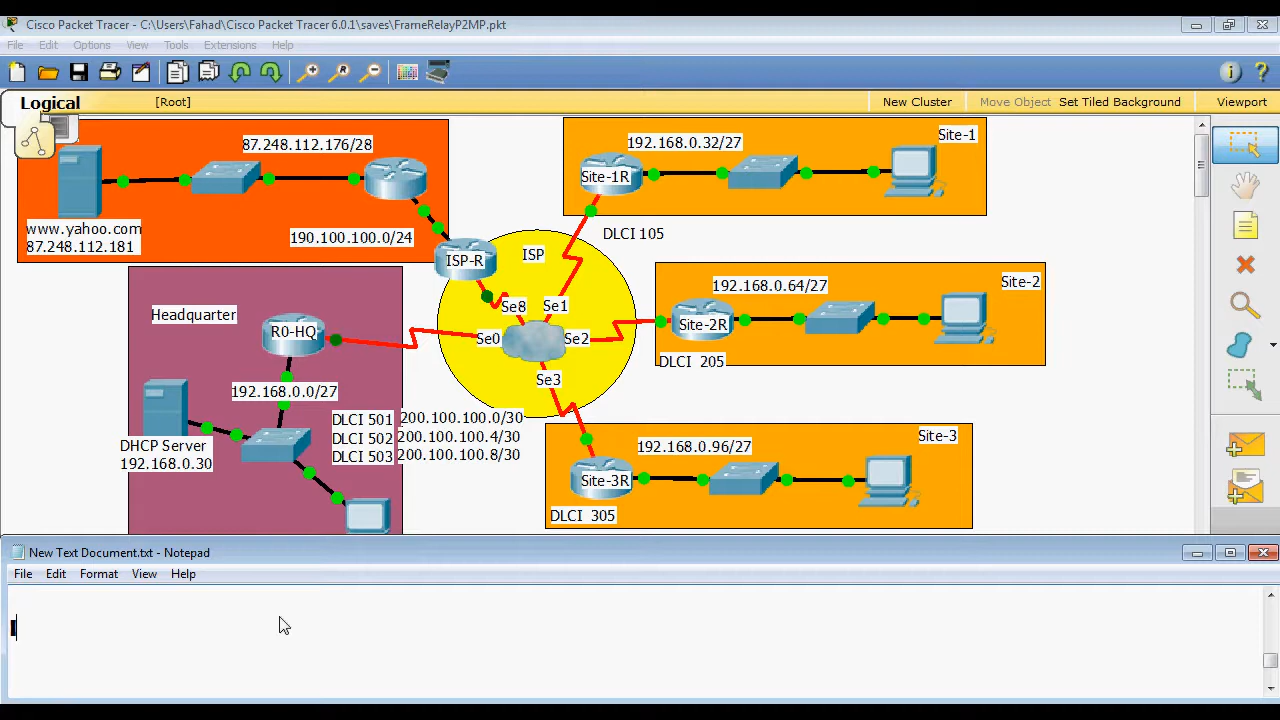 Cisco Packet Tracer - C:\Users\Fahad\Cisco Packet Tracer 6.0.1\saves\FrameRelayP2MP.pkt
File Edit Options View Tools Extensions Help
Logical [Root] New Cluster Move Object Set Tiled Background Viewport
87.248.112.176/28
www.yahoo.com
87.248.112.181
190.100.100.0/24
ISP-R
ISP
Se8
Se1
Se0
Se2
Se3
192.168.0.32/27
Site-1
Site-1R
DLCI 105
192.168.0.64/27
Site-2
Site-2R
DLCI 205
Headquarter
R0-HQ
192.168.0.0/27
DHCP Server
192.168.0.30
DLCI 501 200.100.100.0/30
DLCI 502 200.100.100.4/30
DLCI 503 200.100.100.8/30
192.168.0.96/27
Site-3
Site-3R
DLCI 305
New Text Document.txt - Notepad
File Edit Format View Help